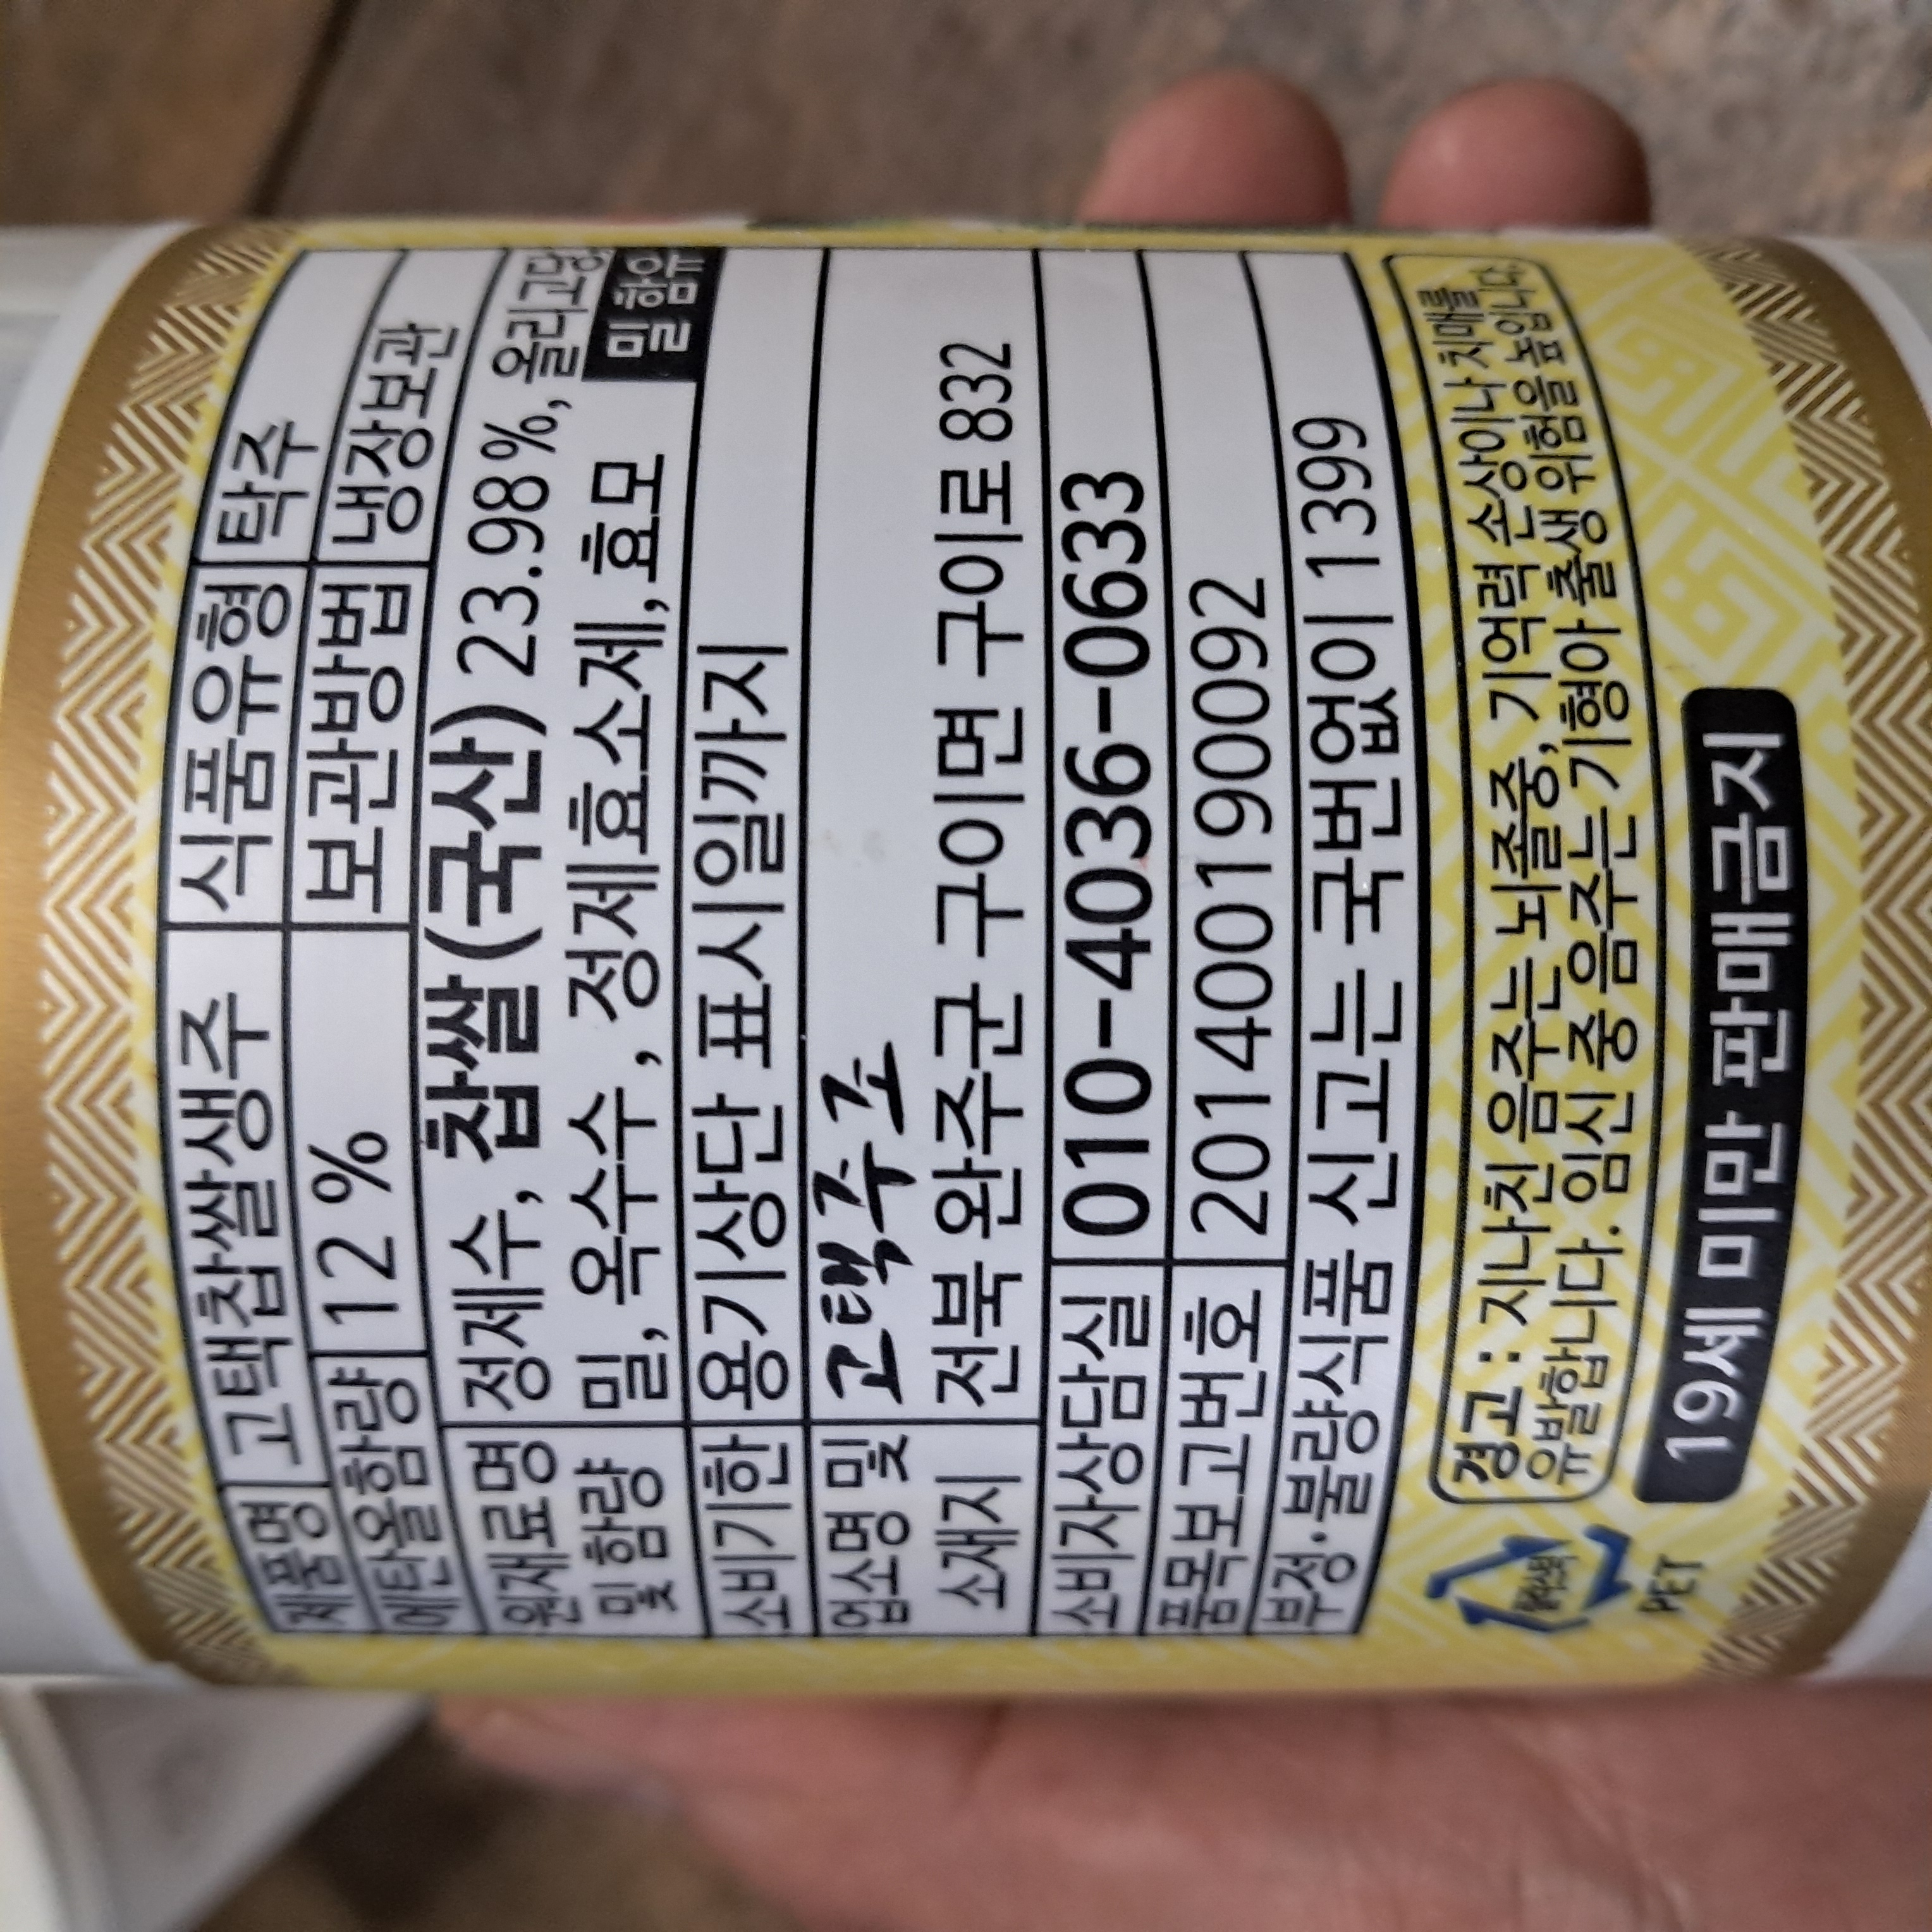 제품명 고택찹쌀생주 식품유형 탁주
에탄올함량 12 % 보관방법 냉장보관
원재료명 및 함량 정제수, 찹쌀(국산) 23.98%, 올리고당
밀, 옥수수, 정제효소제, 효모 밀 함유
소비기한 용기상단 표시일까지
업소명 및 고택주조
소재지 전북 완주군 구이면 구이로 832
소비자상담실 010-4036-0633
품목보고번호 201400190092
부정·불량식품 신고는 국번없이 1399
경고 : 지나친 음주는 뇌졸중, 기억력 손상이나 치매를
유발합니다. 임신 중 음주는 기형아 출생 위험을 높입니다.
19세 미만 판매금지
PET